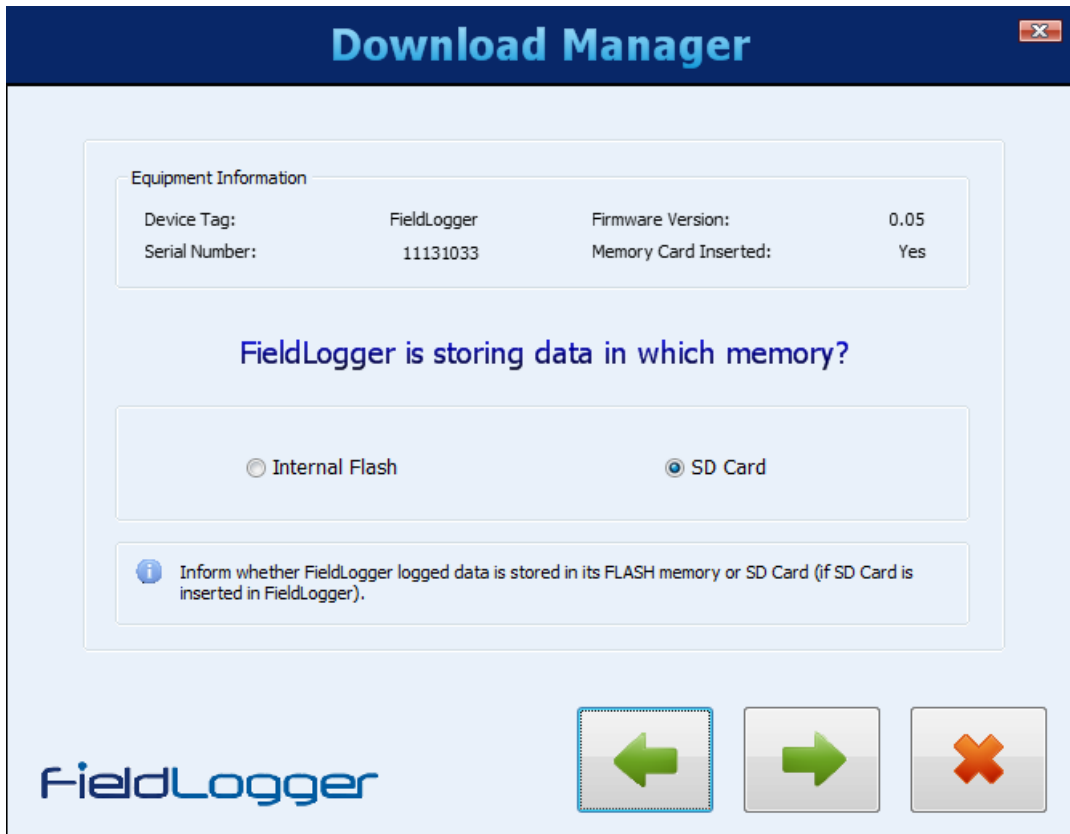 Download Manager
Equipment Information
Device Tag: FieldLogger Firmware Version: 0.05
Serial Number: 11131033 Memory Card Inserted: Yes
FieldLogger is storing data in which memory?
Internal Flash SD Card
Inform whether FieldLogger logged data is stored in its FLASH memory or SD Card (if SD Card is
inserted in FieldLogger).
FieldLogger